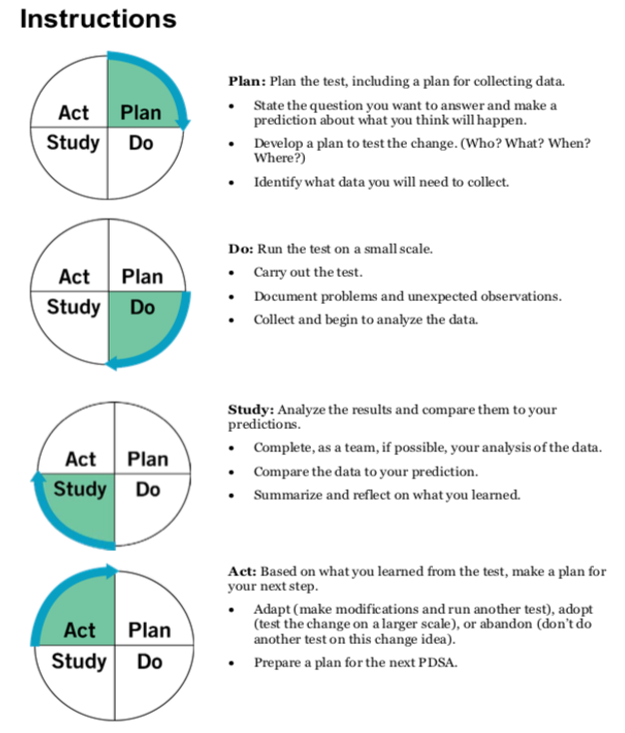 Instructions
Act Plan
Study Do
Plan: Plan the test, including a plan for collecting data.
• State the question you want to answer and make a
prediction about what you think will happen.
• Develop a plan to test the change. (Who? What? When?
Where?)
• Identify what data you will need to collect.
Act Plan
Study Do
Do: Run the test on a small scale.
• Carry out the test.
• Document problems and unexpected observations.
• Collect and begin to analyze the data.
Act Plan
Study Do
Study: Analyze the results and compare them to your
predictions.
• Complete, as a team, if possible, your analysis of the data.
• Compare the data to your prediction.
• Summarize and reflect on what you learned.
Act Plan
Study Do
Act: Based on what you learned from the test, make a plan for
your next step.
• Adapt (make modifications and run another test), adopt
(test the change on a larger scale), or abandon (don’t do
another test on this change idea).
• Prepare a plan for the next PDSA.